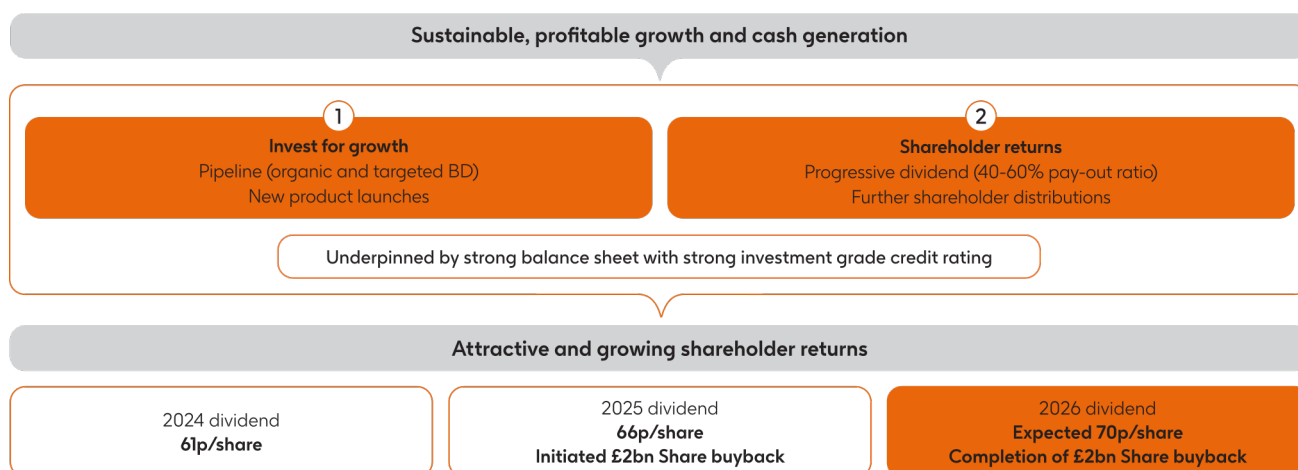 Sustainable, profitable growth and cash generation
1
Invest for growth
Pipeline (organic and targeted BD)
New product launches
2
Shareholder returns
Progressive dividend (40-60% pay-out ratio)
Further shareholder distributions
Underpinned by strong balance sheet with strong investment grade credit rating
Attractive and growing shareholder returns
2024 dividend
61p/share
2025 dividend
66p/share
Initiated £2bn Share buyback
2026 dividend
Expected 70p/share
Completion of £2bn Share buyback